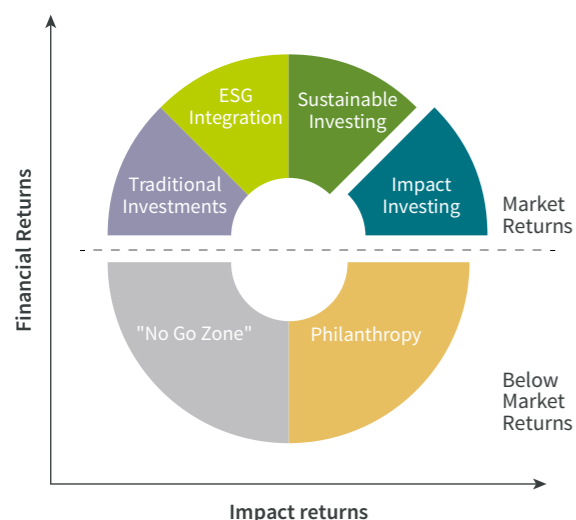 ESG
Integration
Sustainable
Investing
Traditional
Investments
Impact
Investing
Market
Returns
Financial Returns
"No Go Zone"
Philanthropy
Below
Market
Returns
Impact returns